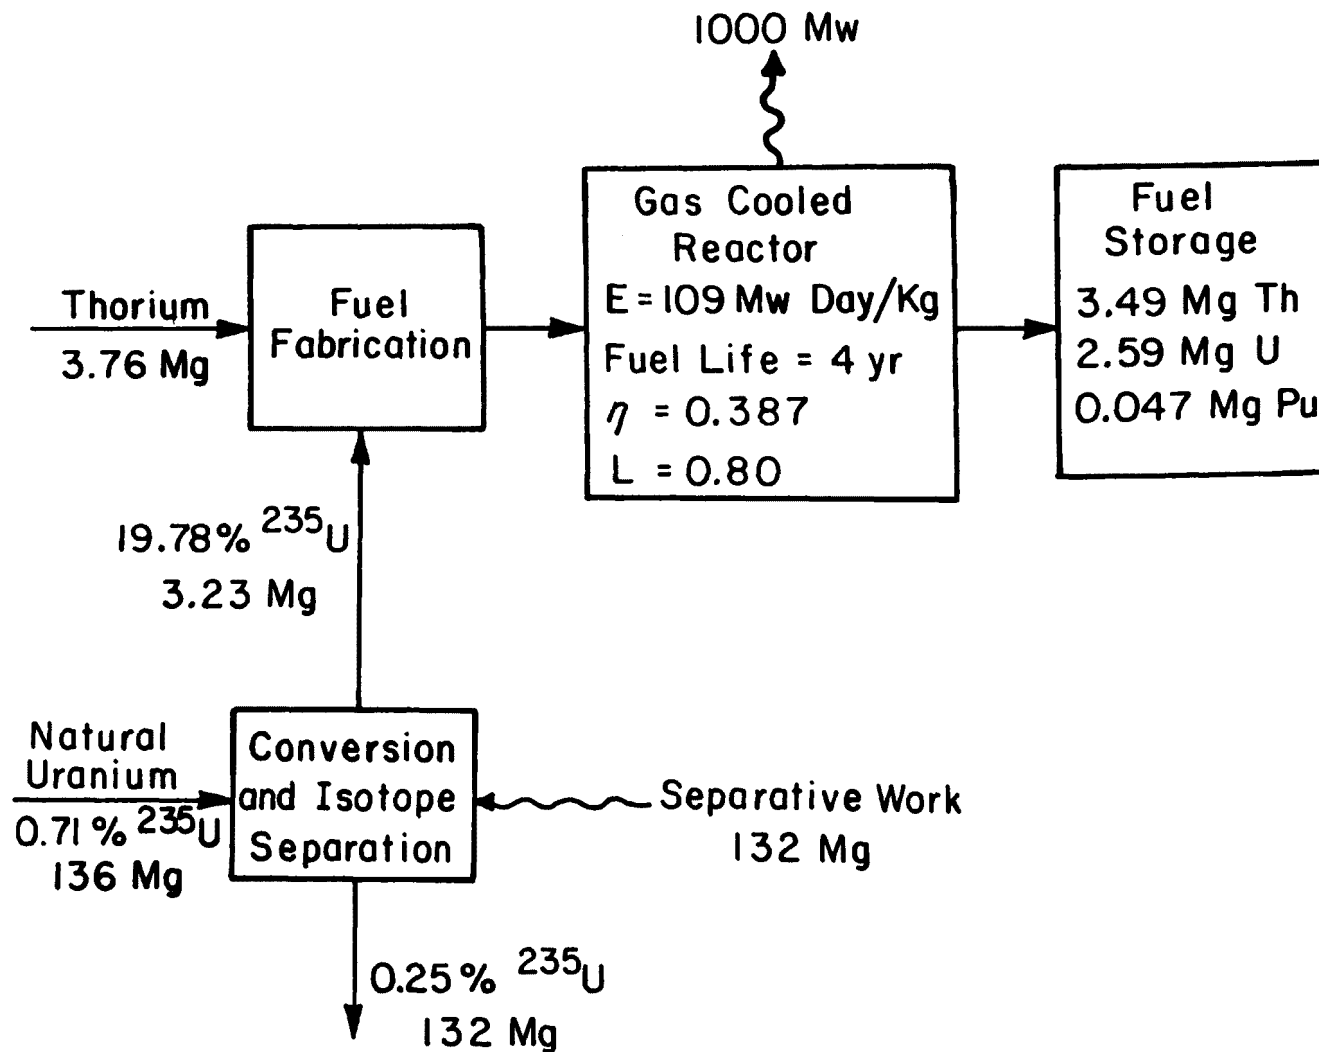 1000 Mw
Gas Cooled
Reactor
E = 109 Mw Day/Kg
Fuel Life = 4 yr
η = 0.387
L = 0.80
Fuel
Storage
3.49 Mg Th
2.59 Mg U
0.047 Mg Pu
Thorium
3.76 Mg
Fuel
Fabrication
19.78% ²³⁵U
3.23 Mg
Natural
Uranium
0.71% ²³⁵U
136 Mg
Conversion
and Isotope
Separation
Separative Work
132 Mg
0.25% ²³⁵U
132 Mg